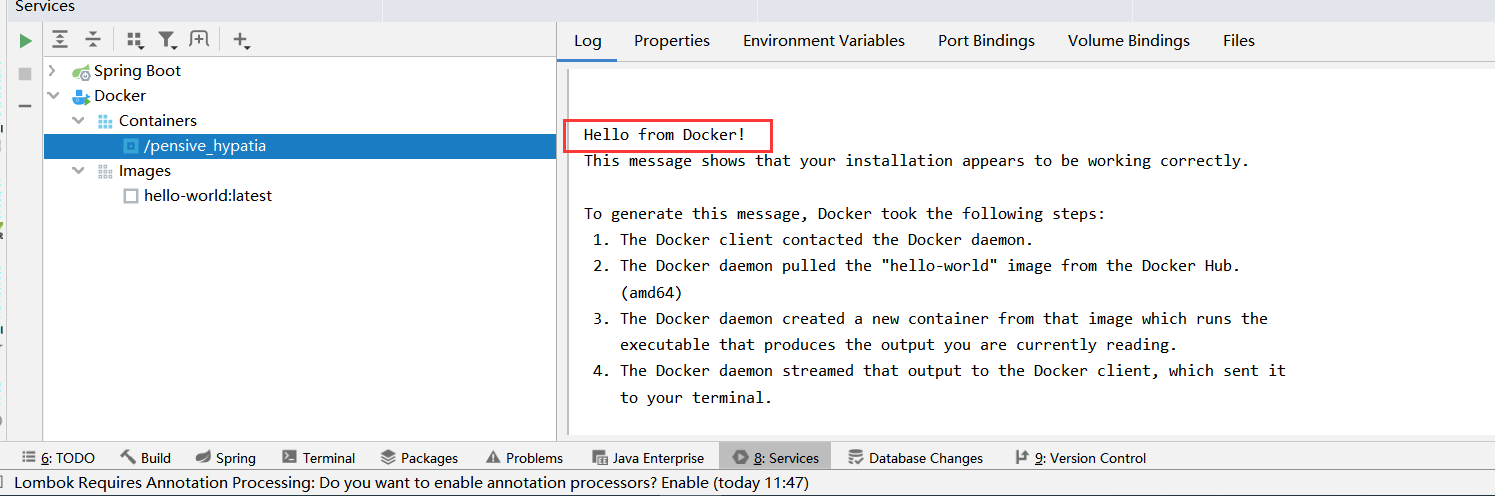 Services
Log Properties Environment Variables Port Bindings Volume Bindings Files
Spring Boot
Docker
Containers
/pensive_hypatia
Images
hello-world:latest
Hello from Docker!
This message shows that your installation appears to be working correctly.
To generate this message, Docker took the following steps:
1. The Docker client contacted the Docker daemon.
2. The Docker daemon pulled the "hello-world" image from the Docker Hub.
(amd64)
3. The Docker daemon created a new container from that image which runs the
executable that produces the output you are currently reading.
4. The Docker daemon streamed that output to the Docker client, which sent it
to your terminal.
6: TODO Build Spring Terminal Packages Problems Java Enterprise 8: Services Database Changes 9: Version Control
Lombok Requires Annotation Processing: Do you want to enable annotation processors? Enable (today 11:47)